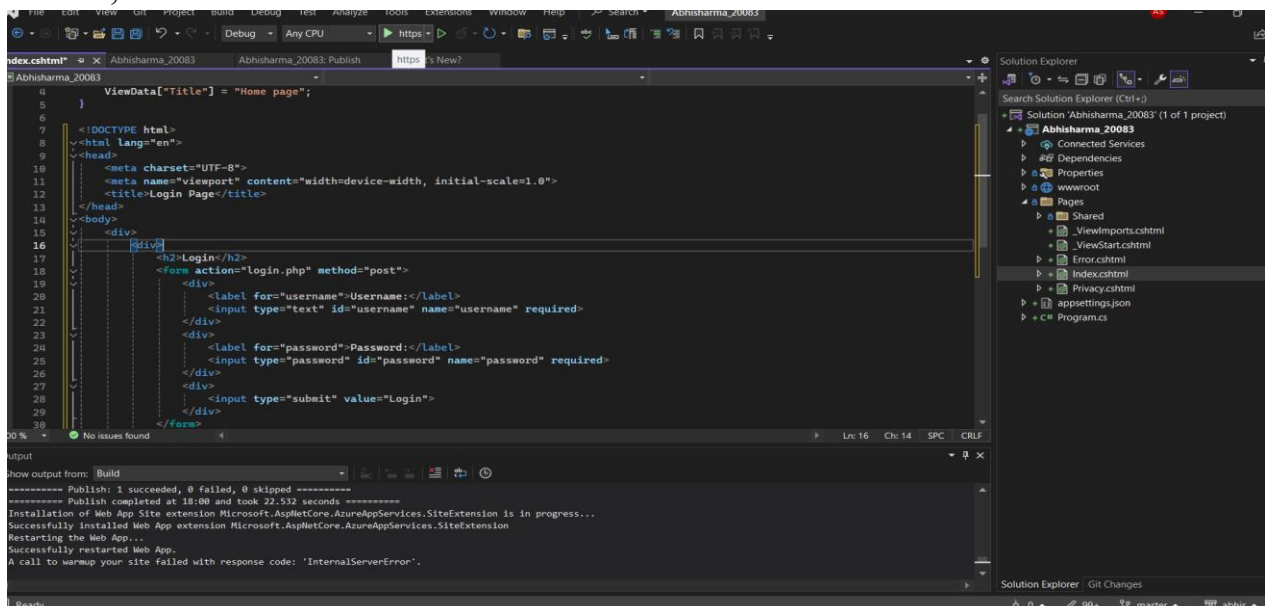 File Edit View Git Project Build Debug Test Analyze Tools Extensions Window Help Search Abhisharma_20083 AS
Debug Any CPU https
ndex.cshtml* Abhisharma_20083 Abhisharma_20083: Publish https 's New?
Abhisharma_20083
4 ViewData["Title"] = "Home page";
5 }
6
7 <!DOCTYPE html>
8 <html lang="en">
9 <head>
10 <meta charset="UTF-8">
11 <meta name="viewport" content="width=device-width, initial-scale=1.0">
12 <title>Login Page</title>
13 </head>
14 <body>
15 <div>
16 <div>
17 <h2>Login</h2>
18 <form action="login.php" method="post">
19 <div>
20 <label for="username">Username:</label>
21 <input type="text" id="username" name="username" required>
22 </div>
23 <div>
24 <label for="password">Password:</label>
25 <input type="password" id="password" name="password" required>
26 </div>
27 <div>
28 <input type="submit" value="Login">
29 </div>
30 </form>
00 % No issues found Ln: 16 Ch: 14 SPC CRLF
utput
Show output from: Build
========== Publish: 1 succeeded, 0 failed, 0 skipped ==========
========== Publish completed at 18:00 and took 22.532 seconds ==========
Installation of Web App Site extension Microsoft.AspNetCore.AzureAppServices.SiteExtension is in progress...
Successfully installed Web App extension Microsoft.AspNetCore.AzureAppServices.SiteExtension
Restarting the Web App...
Successfully restarted Web App.
A call to warmup your site failed with response code: 'InternalServerError'.
Solution Explorer
Search Solution Explorer (Ctrl+;)
Solution 'Abhisharma_20083' (1 of 1 project)
Abhisharma_20083
Connected Services
Dependencies
Properties
wwwroot
Pages
Shared
_ViewImports.cshtml
_ViewStart.cshtml
Error.cshtml
Index.cshtml
Privacy.cshtml
appsettings.json
C# Program.cs
Solution Explorer Git Changes
Ready 0 99+ master abhis